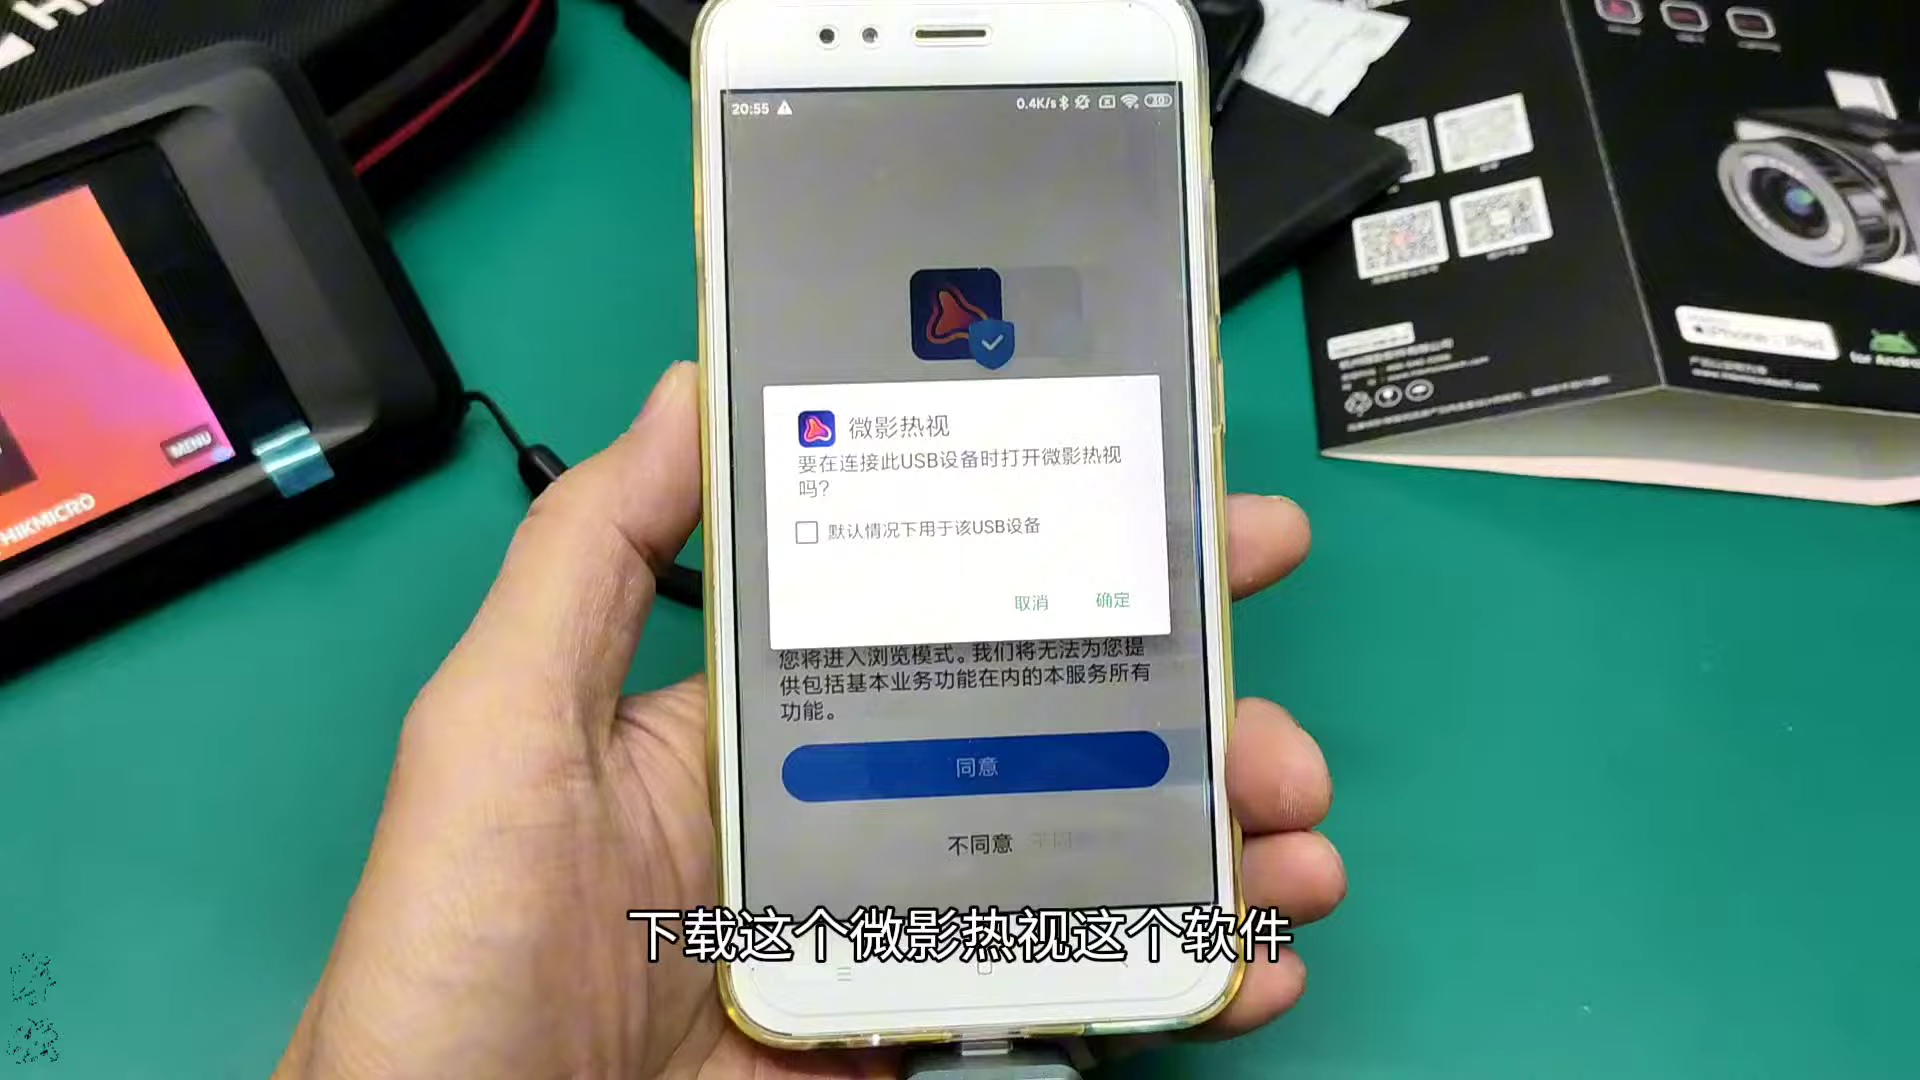 20:55
0.4K/s
30
微影热视
要在连接此USB设备时打开微影热视
吗?
默认情况下用于该USB设备
取消 确定
您将进入浏览模式。我们将无法为您提
供包括基本业务功能在内的本服务所有
功能。
同意
不同意
MENU
HIKMICRO
iPhone iPad
for Android
下载这个微影热视这个软件